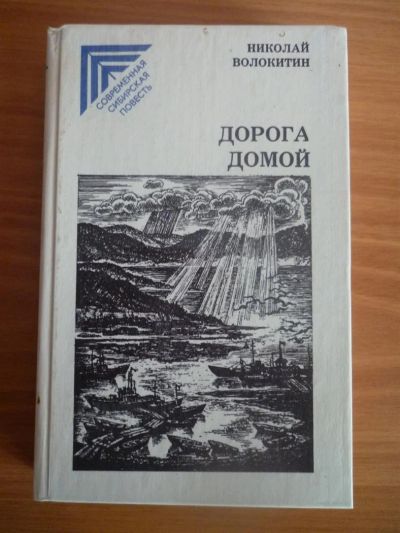 СОВРЕМЕННАЯ
СИБИРСКАЯ
ПОВЕСТЬ
НИКОЛАЙ
ВОЛОКИТИН
ДОРОГА
ДОМОЙ